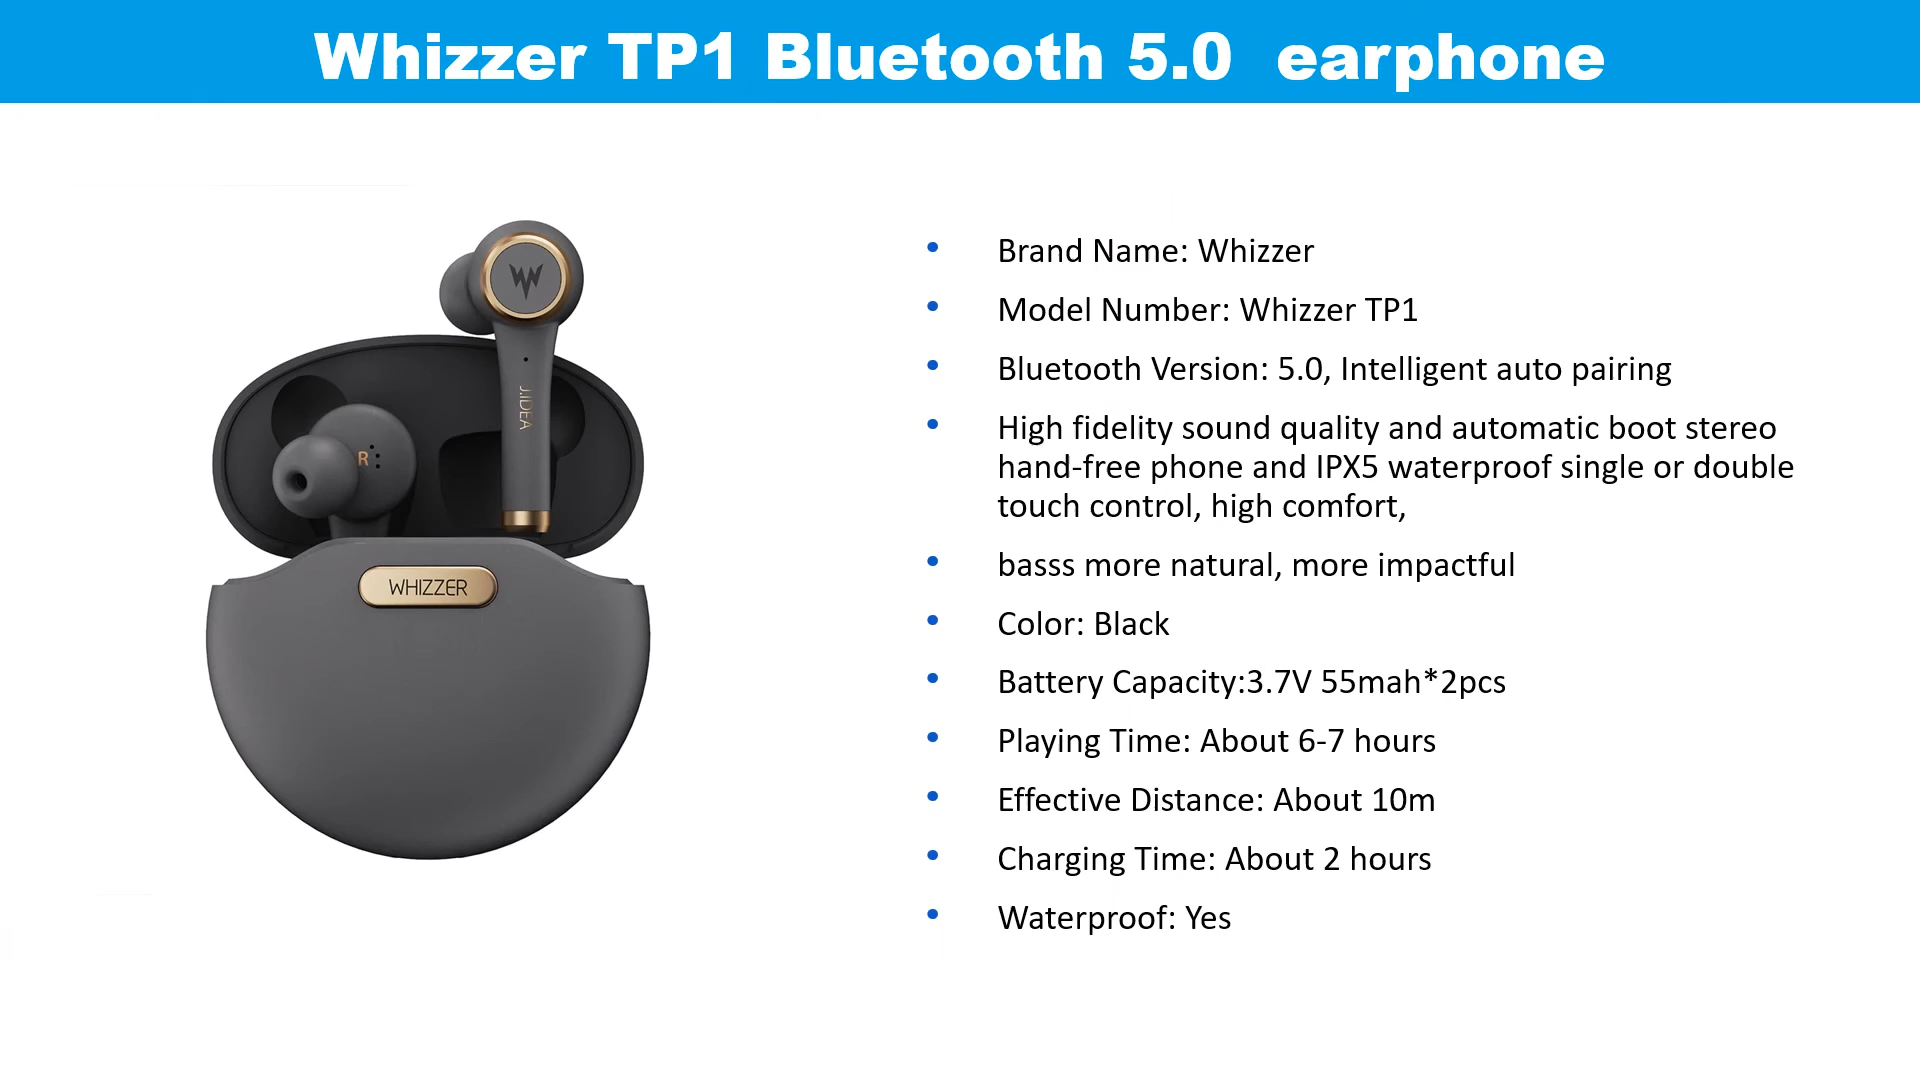 Whizzer TP1 Bluetooth 5.0  earphone
W
J.IDEA
R
WHIZZER
• Brand Name: Whizzer
• Model Number: Whizzer TP1
• Bluetooth Version: 5.0, Intelligent auto pairing
• High fidelity sound quality and automatic boot stereo
hand-free phone and IPX5 waterproof single or double
touch control, high comfort,
• basss more natural, more impactful
• Color: Black
• Battery Capacity:3.7V 55mah*2pcs
• Playing Time: About 6-7 hours
• Effective Distance: About 10m
• Charging Time: About 2 hours
• Waterproof: Yes